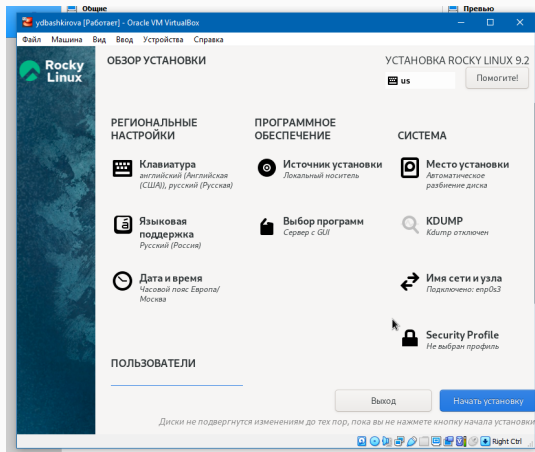 Общие
Превью
ydbashkirova [Работает] - Oracle VM VirtualBox
Файл Машина Вид Ввод Устройства Справка
Rocky
Linux
ОБЗОР УСТАНОВКИ
УСТАНОВКА ROCKY LINUX 9.2
us
Помогите!
РЕГИОНАЛЬНЫЕ
НАСТРОЙКИ
Клавиатура
английский (Английская
(США)), русский (Русская)
Языковая
поддержка
Русский (Россия)
Дата и время
Часовой пояс Европа/
Москва
ПРОГРАММНОЕ
ОБЕСПЕЧЕНИЕ
Источник установки
Локальный носитель
Выбор программ
Сервер с GUI
СИСТЕМА
Место установки
Автоматическое
разбиение диска
KDUMP
Kdump отключен
Имя сети и узла
Подключено: enp0s3
Security Profile
Не выбран профиль
ПОЛЬЗОВАТЕЛИ
Выход
Начать установку
Диски не подвергнутся изменениям до тех пор, пока вы не нажмете кнопку начала установки
Right Ctrl